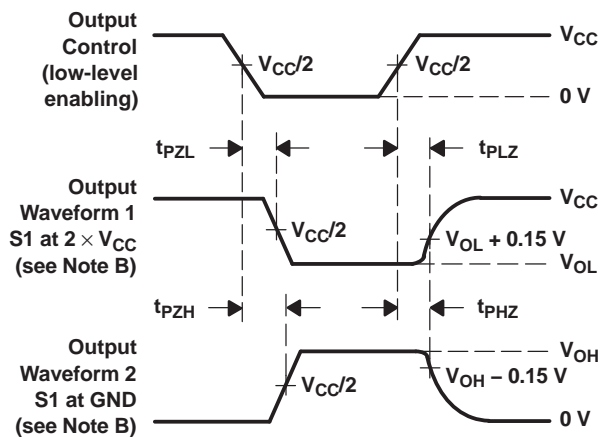 Output
Control
(low-level
enabling)
VCC/2
VCC/2
VCC
0 V
tPZL
tPLZ
Output
Waveform 1
S1 at 2 × VCC
(see Note B)
VCC/2
VCC
VOL + 0.15 V
VOL
tPZH
tPHZ
Output
Waveform 2
S1 at GND
(see Note B)
VCC/2
VOH
VOH – 0.15 V
0 V